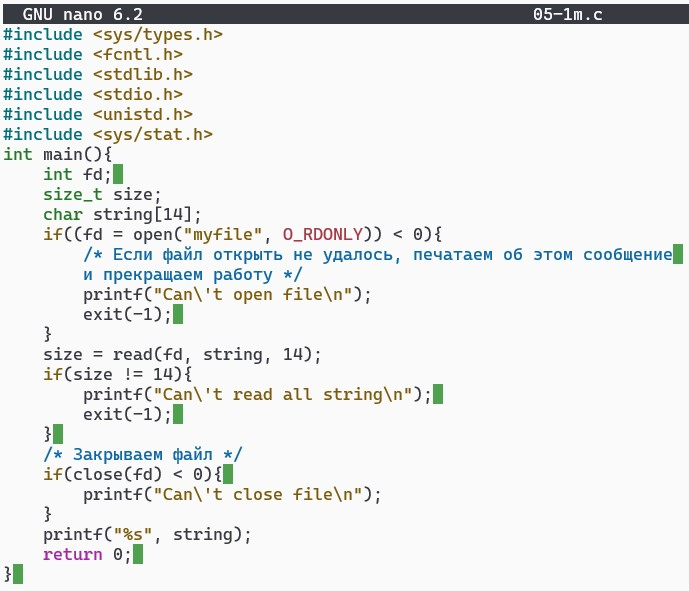 GNU nano 6.2 05-1m.c
#include <sys/types.h>
#include <fcntl.h>
#include <stdlib.h>
#include <stdio.h>
#include <unistd.h>
#include <sys/stat.h>
int main(){
    int fd;
    size_t size;
    char string[14];
    if((fd = open("myfile", O_RDONLY)) < 0){
        /* Если файл открыть не удалось, печатаем об этом сообщение
        и прекращаем работу */
        printf("Can\'t open file\n");
        exit(-1);
    }
    size = read(fd, string, 14);
    if(size != 14){
        printf("Can\'t read all string\n");
        exit(-1);
    }
    /* Закрываем файл */
    if(close(fd) < 0){
        printf("Can\'t close file\n");
    }
    printf("%s", string);
    return 0;
}